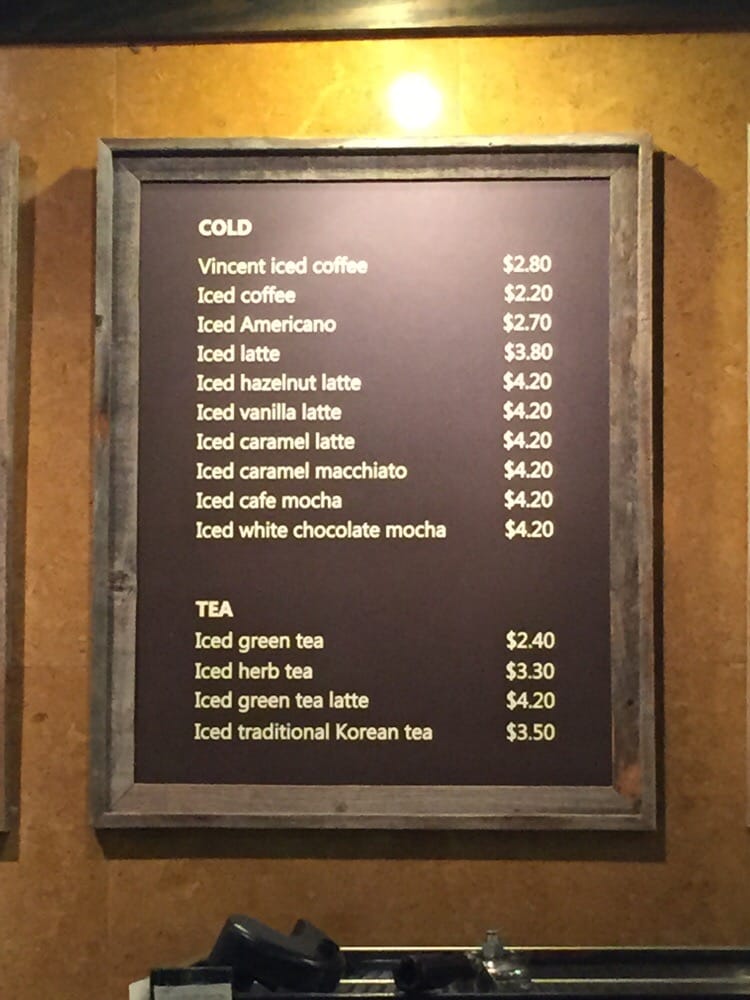 COLD
Vincent iced coffee $2.80
Iced coffee $2.20
Iced Americano $2.70
Iced latte $3.80
Iced hazelnut latte $4.20
Iced vanilla latte $4.20
Iced caramel latte $4.20
Iced caramel macchiato $4.20
Iced cafe mocha $4.20
Iced white chocolate mocha $4.20
TEA
Iced green tea $2.40
Iced herb tea $3.30
Iced green tea latte $4.20
Iced traditional Korean tea $3.50